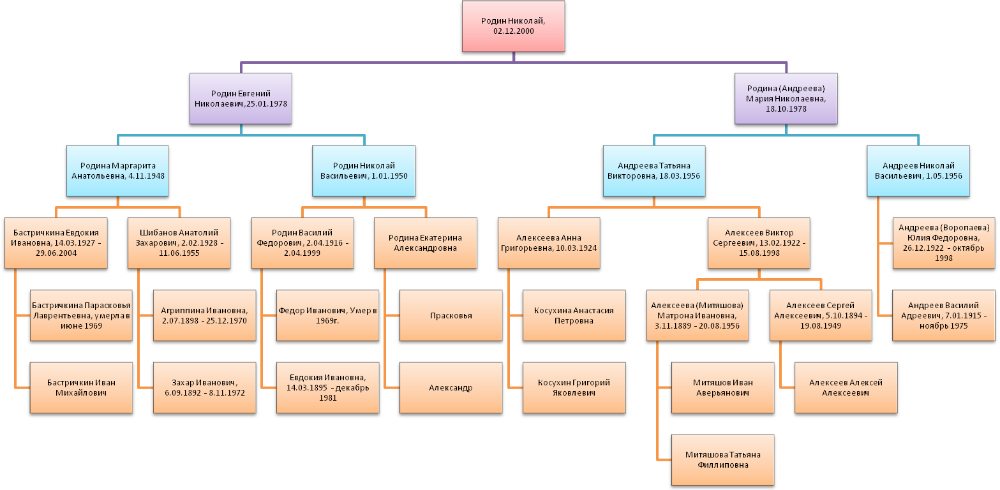 Родин Николай,
02.12.2000
Родин Евгений
Николаевич,25.01.1978
Родина (Андреева)
Мария Николаевна,
18.10.1978
Родина Маргарита
Анатольевна, 4.11.1948
Родин Николай
Васильевич, 1.01.1950
Андреева Татьяна
Викторовна, 18.03.1956
Андреев Николай
Васильевич, 1.05.1956
Бастричкина Евдокия
Ивановна, 14.03.1927 –
29.06.2004
Шибанов Анатолий
Захарович, 2.02.1928 –
11.06.1955
Родин Василий
Федорович, 2.04.1916 –
2.04.1999
Родина Екатерина
Александровна
Алексеева Анна
Григорьевна, 10.03.1924
Алексеев Виктор
Сергеевич, 13.02.1922 –
15.08.1998
Андреева (Воропаева)
Юлия Федоровна,
26.12.1922 – октябрь
1998
Бастричкина Парасковья
Лаврентьевна, умерла в
июне 1969
Агриппина Ивановна,
2.07.1898 – 25.12.1970
Федор Иванович, Умер в
1969г.
Прасковья
Косухина Анастасия
Петровна
Алексеева (Митяшова)
Матрона Ивановна,
3.11.1889 – 20.08.1956
Алексеев Сергей
Алексеевич, 5.10.1894 –
19.08.1949
Андреев Василий
Адреевич, 7.01.1915 –
ноябрь 1975
Бастричкин Иван
Михайлович
Захар Иванович,
6.09.1892 – 8.11.1972
Евдокия Ивановна,
14.03.1895 – декабрь
1981
Александр
Косухин Григорий
Яковлевич
Митяшов Иван
Аверьянович
Алексеев Алексей
Алексеевич
Митяшова Татьяна
Филлиповна